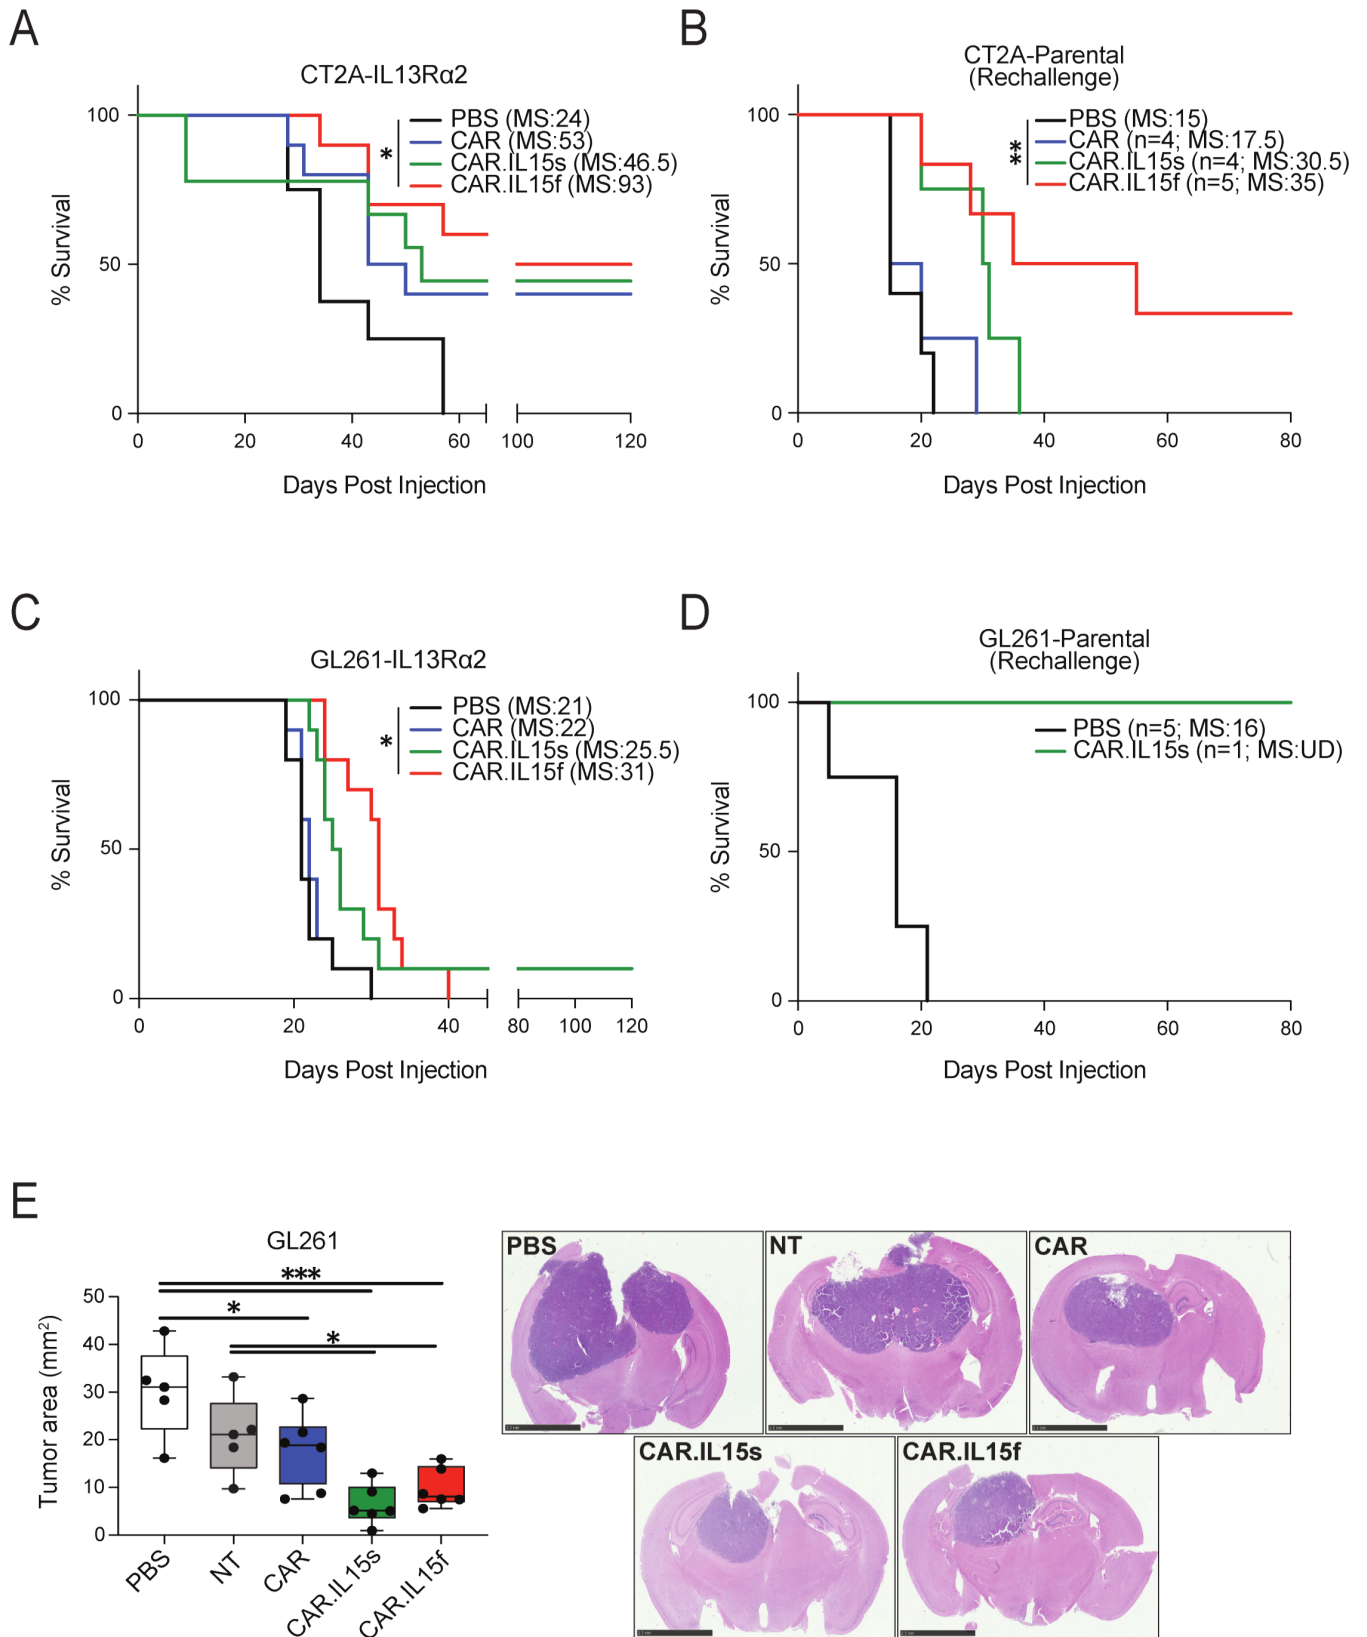 A
CT2A-IL13Rα2
PBS (MS:24)
CAR (MS:53)
CAR.IL15s (MS:46.5)
CAR.IL15f (MS:93)
*
% Survival
100
50
0
0 20 40 60 100 120
Days Post Injection
B
CT2A-Parental
(Rechallenge)
PBS (MS:15)
CAR (n=4; MS:17.5)
CAR.IL15s (n=4; MS:30.5)
CAR.IL15f (n=5; MS:35)
**
% Survival
100
50
0
0 20 40 60 80
Days Post Injection
C
GL261-IL13Rα2
PBS (MS:21)
CAR (MS:22)
CAR.IL15s (MS:25.5)
CAR.IL15f (MS:31)
*
% Survival
100
50
0
0 20 40 80 100 120
Days Post Injection
D
GL261-Parental
(Rechallenge)
PBS (n=5; MS:16)
CAR.IL15s (n=1; MS:UD)
% Survival
100
50
0
0 20 40 60 80
Days Post Injection
E
GL261
***
*
*
Tumor area (mm²)
50
40
30
20
10
0
PBS
NT
CAR
CAR.IL15s
CAR.IL15f
PBS
NT
CAR
CAR.IL15s
CAR.IL15f